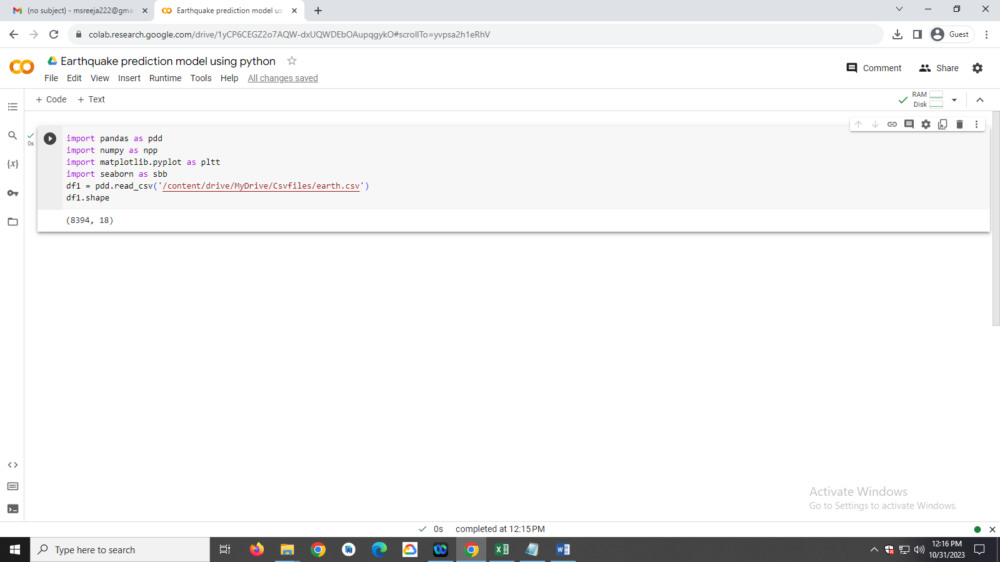 (no subject) - msreeja222@gmai
Earthquake prediction model us
colab.research.google.com/drive/1yCP6CEGZ2o7AQW-dxUQWDEbOAupqgykO#scrollTo=yvpsa2h1eRhV
Guest
Earthquake prediction model using python
File Edit View Insert Runtime Tools Help All changes saved
Comment
Share
+ Code + Text
RAM
Disk
0s
import pandas as pdd
import numpy as npp
import matplotlib.pyplot as pltt
import seaborn as sbb
df1 = pdd.read_csv('/content/drive/MyDrive/Csvfiles/earth.csv')
df1.shape
(8394, 18)
{x}
Activate Windows
Go to Settings to activate Windows.
0s completed at 12:15 PM
Type here to search
12:16 PM
10/31/2023